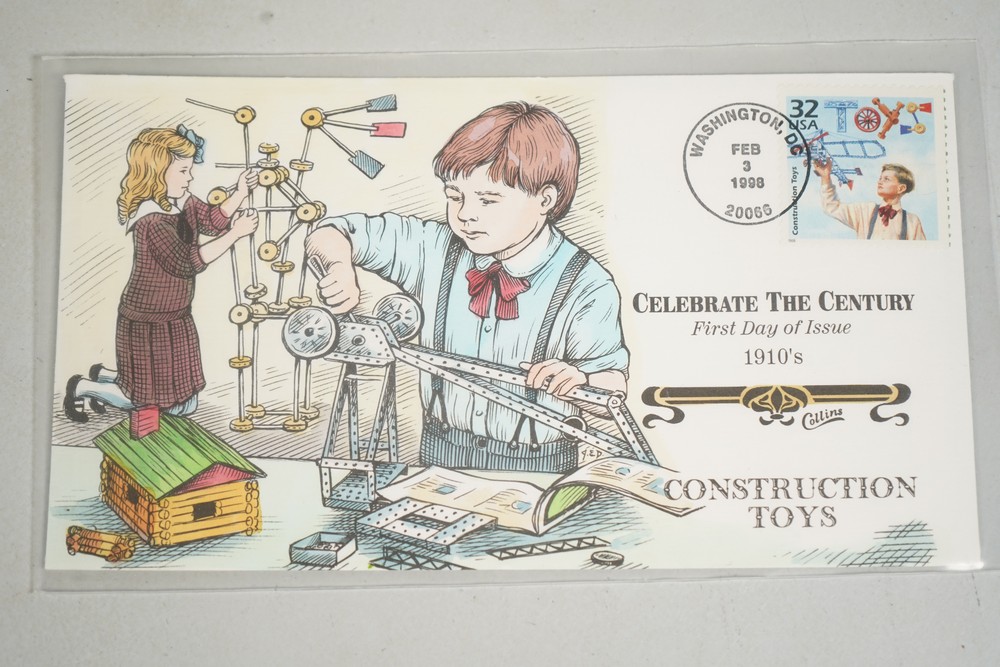 WASHINGTON, DC
FEB
3
1998
20066
32
USA
Construction Toys
CELEBRATE THE CENTURY
First Day of Issue
1910's
Collins
J.E.D
CONSTRUCTION
TOYS